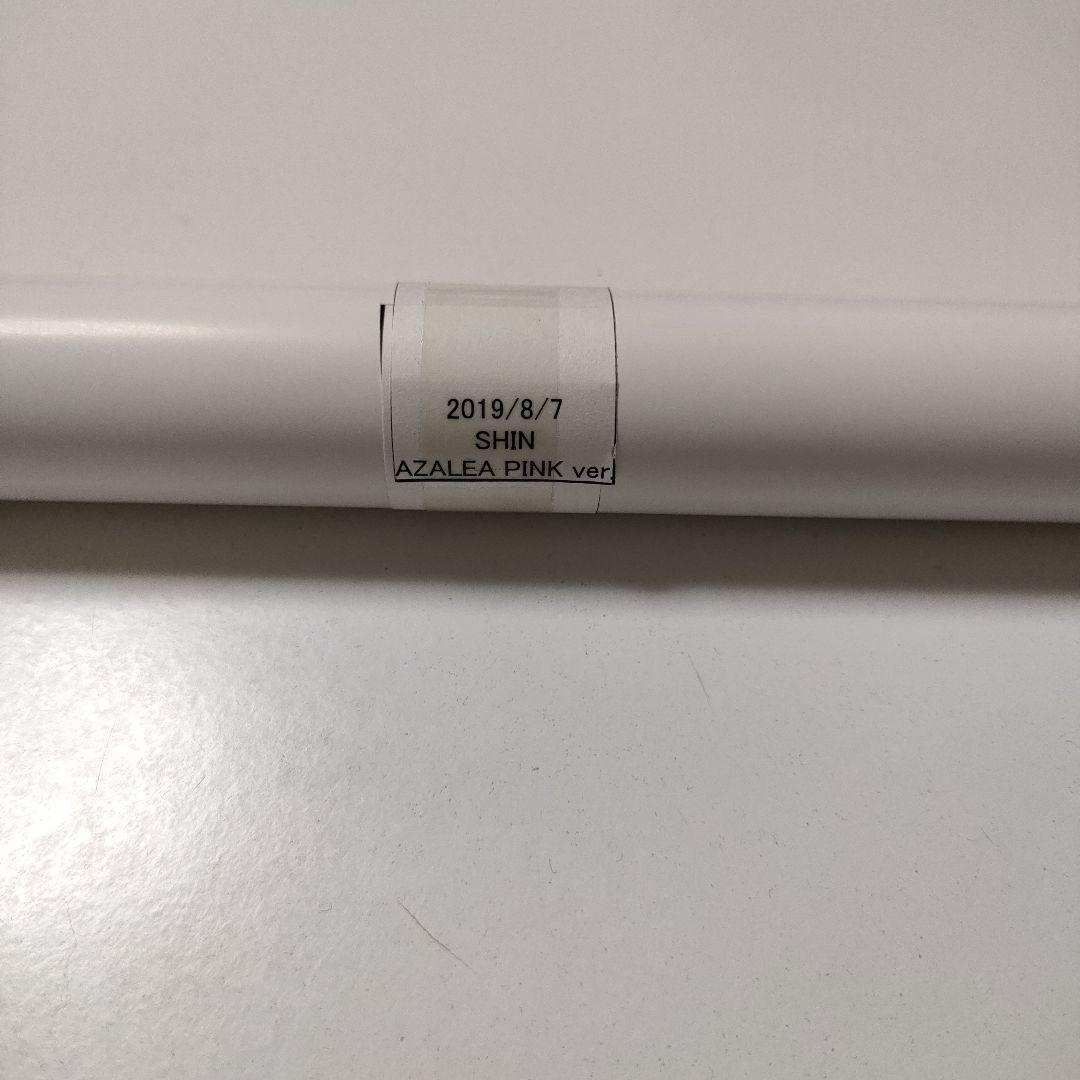 2019/8/7
SHIN
AZALEA PINK ver.